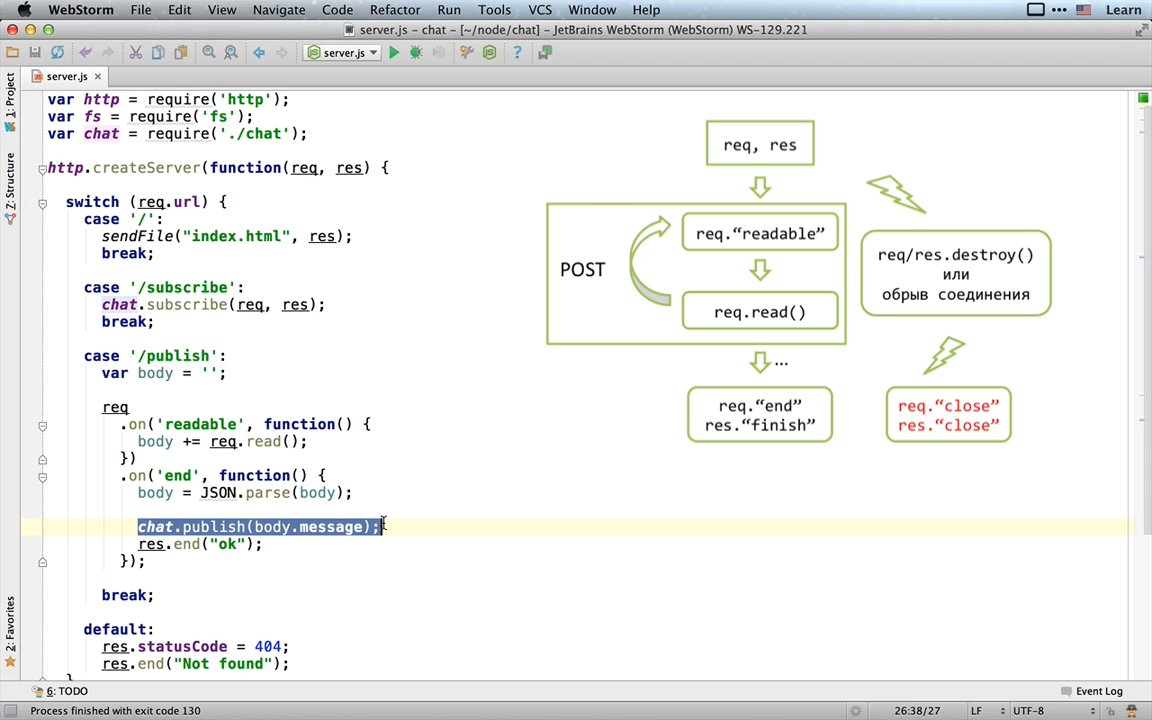 WebStorm File Edit View Navigate Code Refactor Run Tools VCS Window Help Learn
server.js – chat – [~/node/chat] – JetBrains WebStorm (WebStorm) WS-129.221
server.js
server.js ×
1: Project
Z: Structure
2: Favorites
var http = require('http');
var fs = require('fs');
var chat = require('./chat');
http.createServer(function(req, res) {
switch (req.url) {
case '/':
sendFile("index.html", res);
break;
case '/subscribe':
chat.subscribe(req, res);
break;
case '/publish':
var body = '';
req
.on('readable', function() {
body += req.read();
})
.on('end', function() {
body = JSON.parse(body);
chat.publish(body.message);
res.end("ok");
});
break;
default:
res.statusCode = 404;
res.end("Not found");
}
req, res
POST
req.“readable”
req.read()
...
req.“end”
res.“finish”
req/res.destroy()
или
обрыв соединения
req.“close”
res.“close”
6: TODO
Event Log
Process finished with exit code 130
26:38/27 LF UTF-8